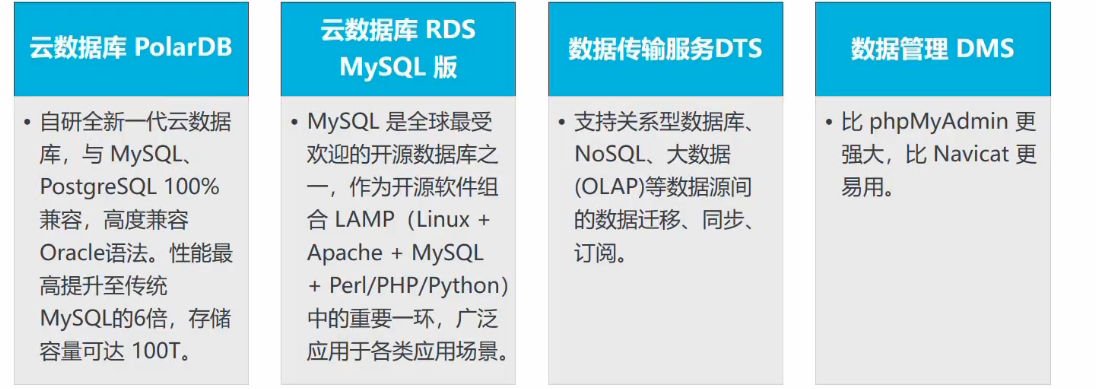 云数据库 PolarDB
• 自研全新一代云数据
库，与 MySQL、
PostgreSQL 100%
兼容，高度兼容
Oracle语法。性能最
高提升至传统
MySQL的6倍，存储
容量可达 100T。
云数据库 RDS
MySQL 版
• MySQL 是全球最受
欢迎的开源数据库之
一，作为开源软件组
合 LAMP（Linux +
Apache + MySQL
+ Perl/PHP/Python）
中的重要一环，广泛
应用于各类应用场景。
数据传输服务DTS
• 支持关系型数据库、
NoSQL、大数据
(OLAP)等数据源间
的数据迁移、同步、
订阅。
数据管理 DMS
• 比 phpMyAdmin 更
强大，比 Navicat 更
易用。